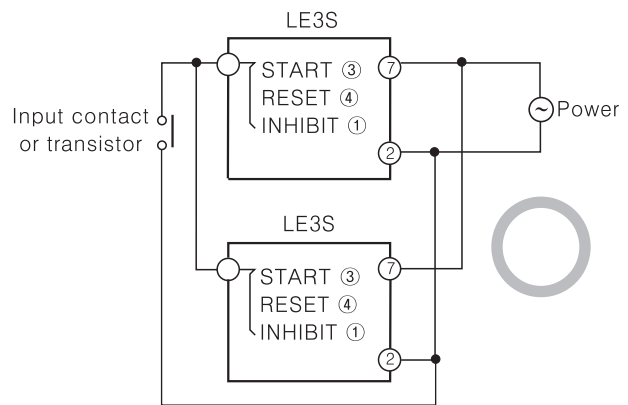 LE3S
START ③
RESET ④
INHIBIT ①
⑦
②
Input contact
or transistor
~
Power
LE3S
START ③
RESET ④
INHIBIT ①
⑦
②